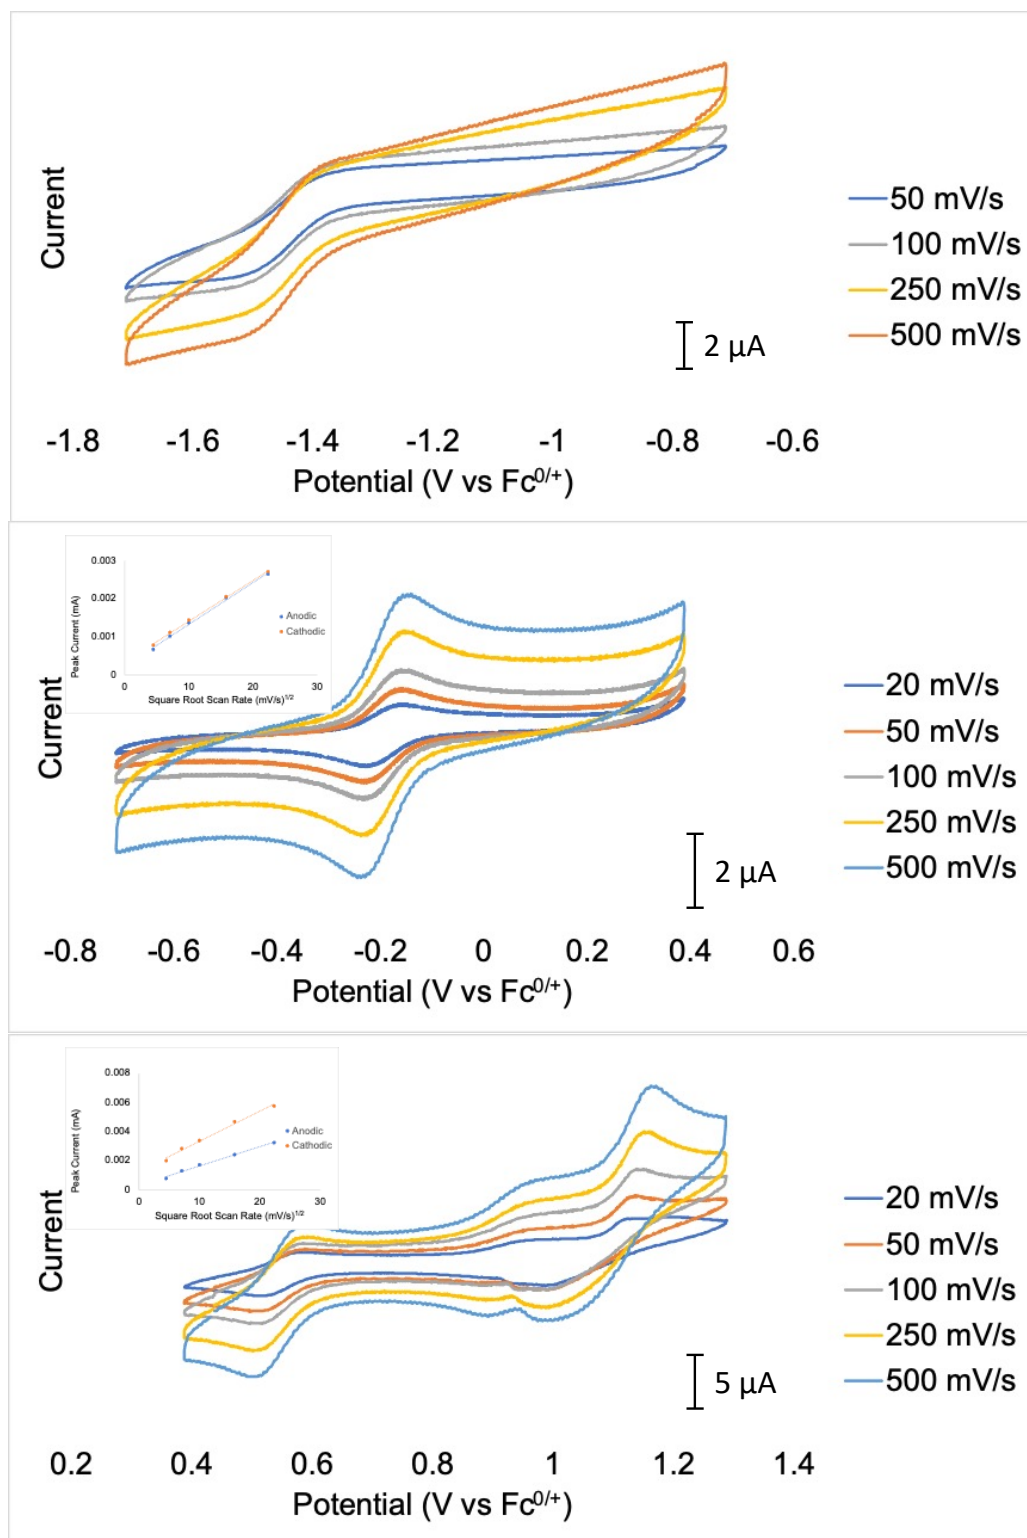 Current
50 mV/s
100 mV/s
250 mV/s
500 mV/s
2 µA
-1.8 -1.6 -1.4 -1.2 -1 -0.8 -0.6
Potential (V vs Fc0/+)
Peak Current (mA)
0.003
0.002
0.001
0
0 10 20 30
Square Root Scan Rate (mV/s)1/2
Anodic
Cathodic
Current
20 mV/s
50 mV/s
100 mV/s
250 mV/s
500 mV/s
2 µA
-0.8 -0.6 -0.4 -0.2 0 0.2 0.4 0.6
Potential (V vs Fc0/+)
Peak Current (mA)
0.008
0.006
0.004
0.002
0
0 10 20 30
Square Root Scan Rate (mV/s)1/2
Anodic
Cathodic
Current
20 mV/s
50 mV/s
100 mV/s
250 mV/s
500 mV/s
5 µA
0.2 0.4 0.6 0.8 1 1.2 1.4
Potential (V vs Fc0/+)